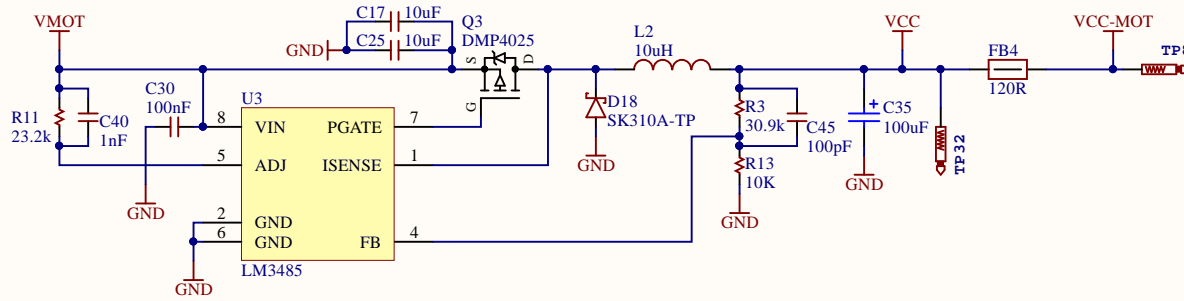 VMOT
C17
10uF
Q3
DMP4025
GND
C25
10uF
S
D
G
L2
10uH
VCC
VCC-MOT
FB4
120R
TP8
C30
100nF
U3
R11
23.2k
C40
1nF
8
VIN
PGATE
7
5
ADJ
ISENSE
1
2
GND
6
GND
FB
4
LM3485
GND
GND
D18
SK310A-TP
GND
R3
30.9k
C45
100pF
R13
10K
GND
+
C35
100uF
GND
TP32